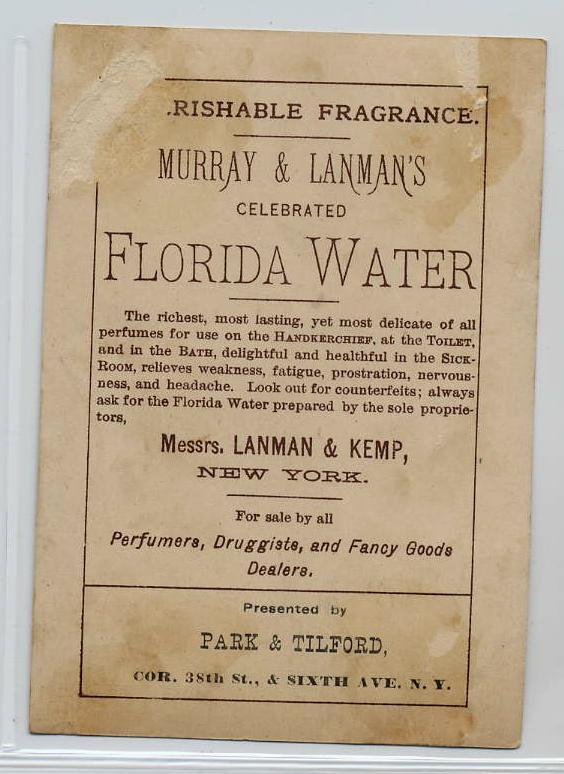 RISHABLE FRAGRANCE.
MURRAY & LANMAN'S
CELEBRATED
FLORIDA WATER
The richest, most lasting, yet most delicate of all
perfumes for use on the HANDKERCHIEF, at the TOILET,
and in the BATH, delightful and healthful in the SICK-
ROOM, relieves weakness, fatigue, prostration, nervous-
ness, and headache. Look out for counterfeits; always
ask for the Florida Water prepared by the sole proprie-
tors,
Messrs. LANMAN & KEMP,
NEW YORK.
For sale by all
Perfumers, Druggists, and Fancy Goods
Dealers.
Presented by
PARK & TILFORD,
COR. 38th St., & SIXTH AVE. N. Y.